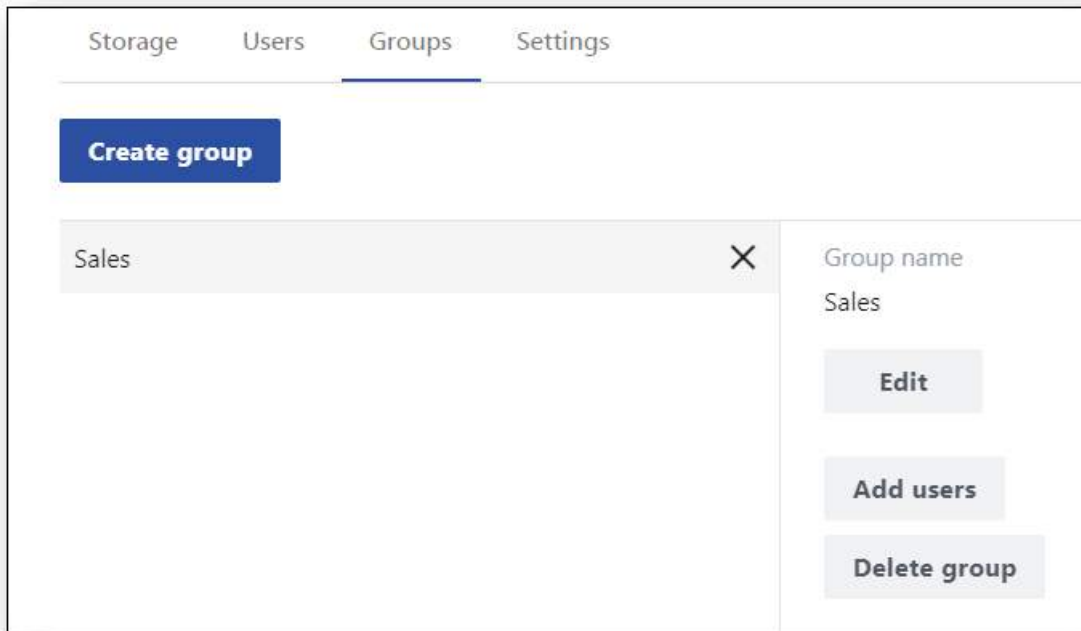 Storage Users Groups Settings
Create group
Sales
Group name
Sales
Edit
Add users
Delete group